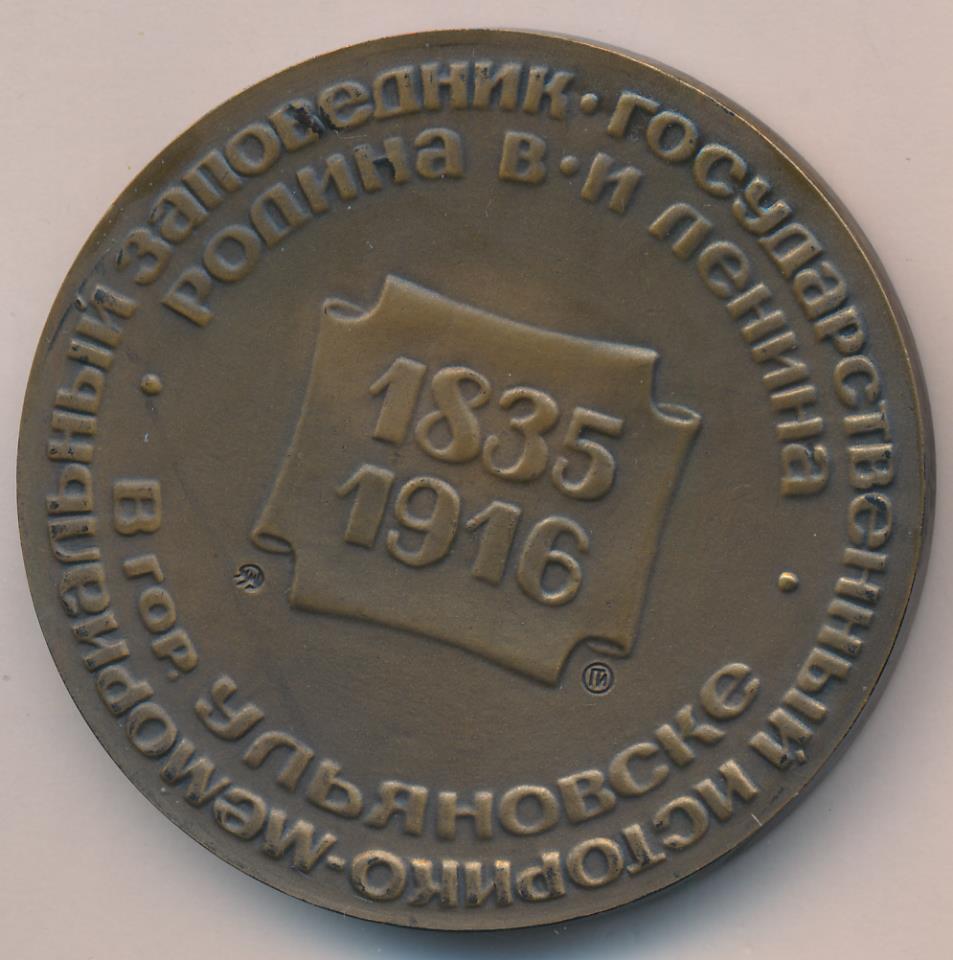 ГОСУДАРСТВЕННЫЙ ИСТОРИКО-МЕМОРИАЛЬНЫЙ ЗАПОВЕДНИК •
РОДИНА В•И ЛЕНИНА
• В ГОР. УЛЬЯНОВСКЕ •
1835
1916